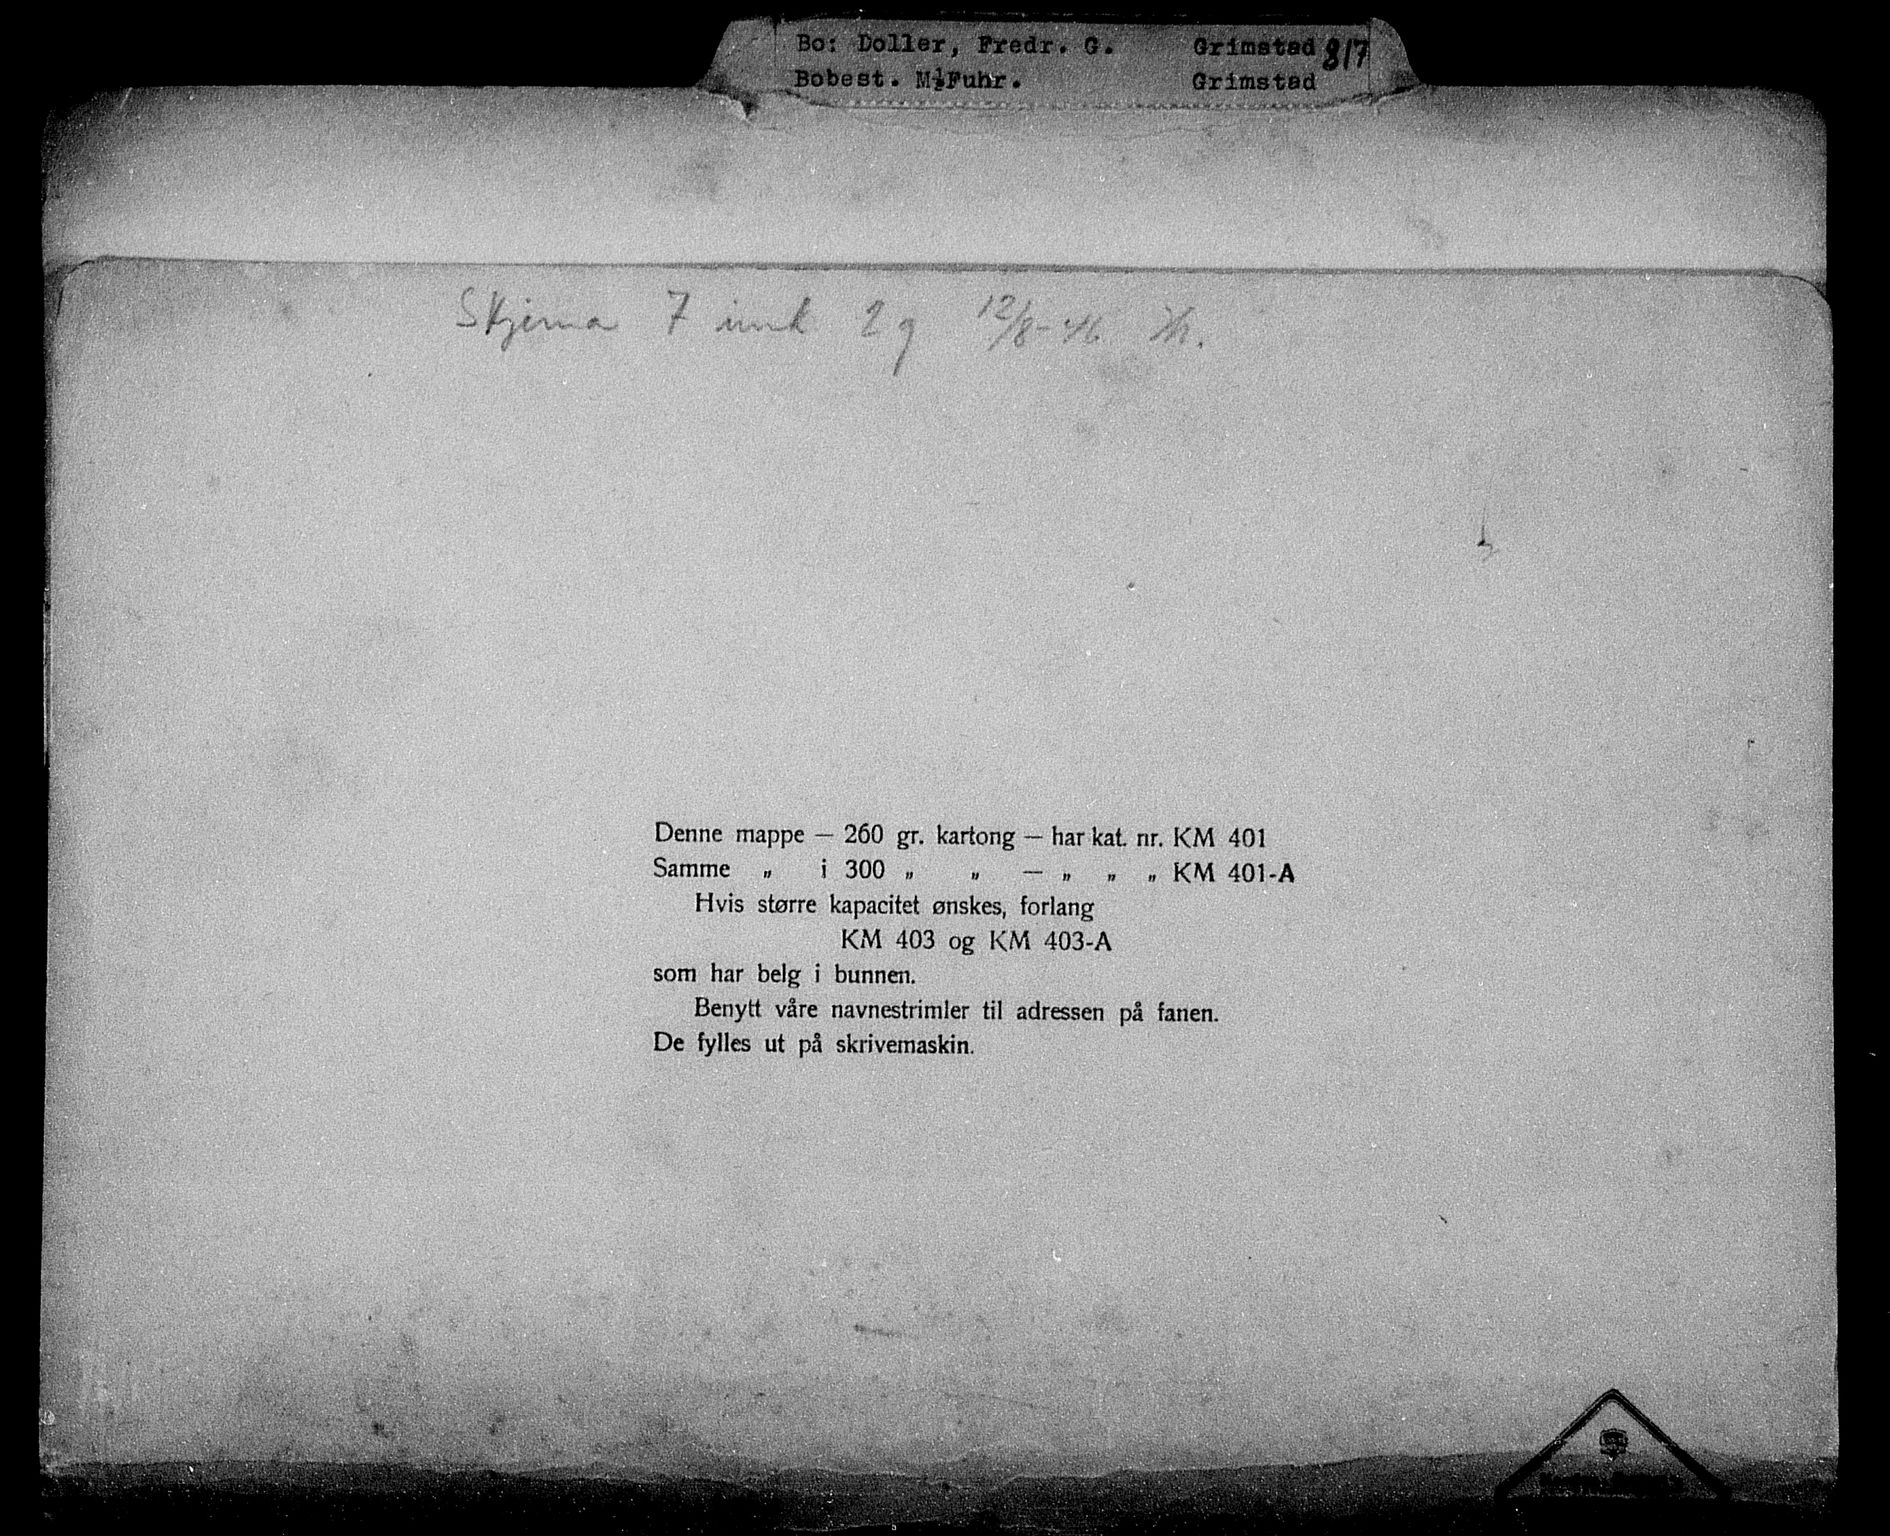 Bo: Doller, Fredr. G. Grimstad 817
Bobest. M. Fuhr. Grimstad
Skjema 7 innk 2g 12/8-46
Denne mappe — 260 gr. kartong — har kat. nr. KM 401
Samme „ i 300 „ „ — „ „ „ KM 401-A
Hvis større kapacitet ønskes, forlang
KM 403 og KM 403-A
som har belg i bunnen.
Benytt våre navnestrimler til adressen på fanen.
De fylles ut på skrivemaskin.